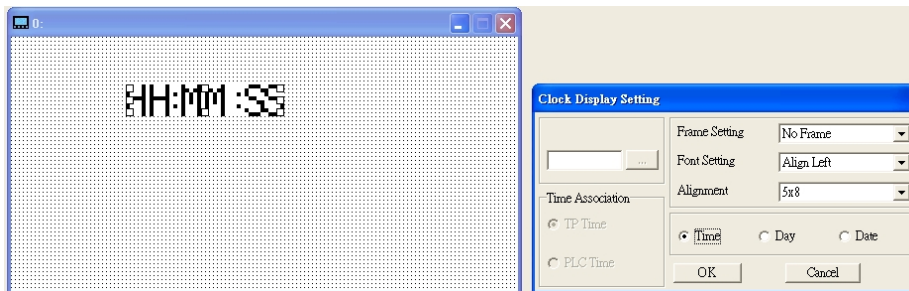 0:
HH:MM:SS
Clock Display Setting
Frame Setting No Frame
...
Font Setting Align Left
Alignment 5x8
Time Association
TP Time
PLC Time
Time Day Date
OK Cancel